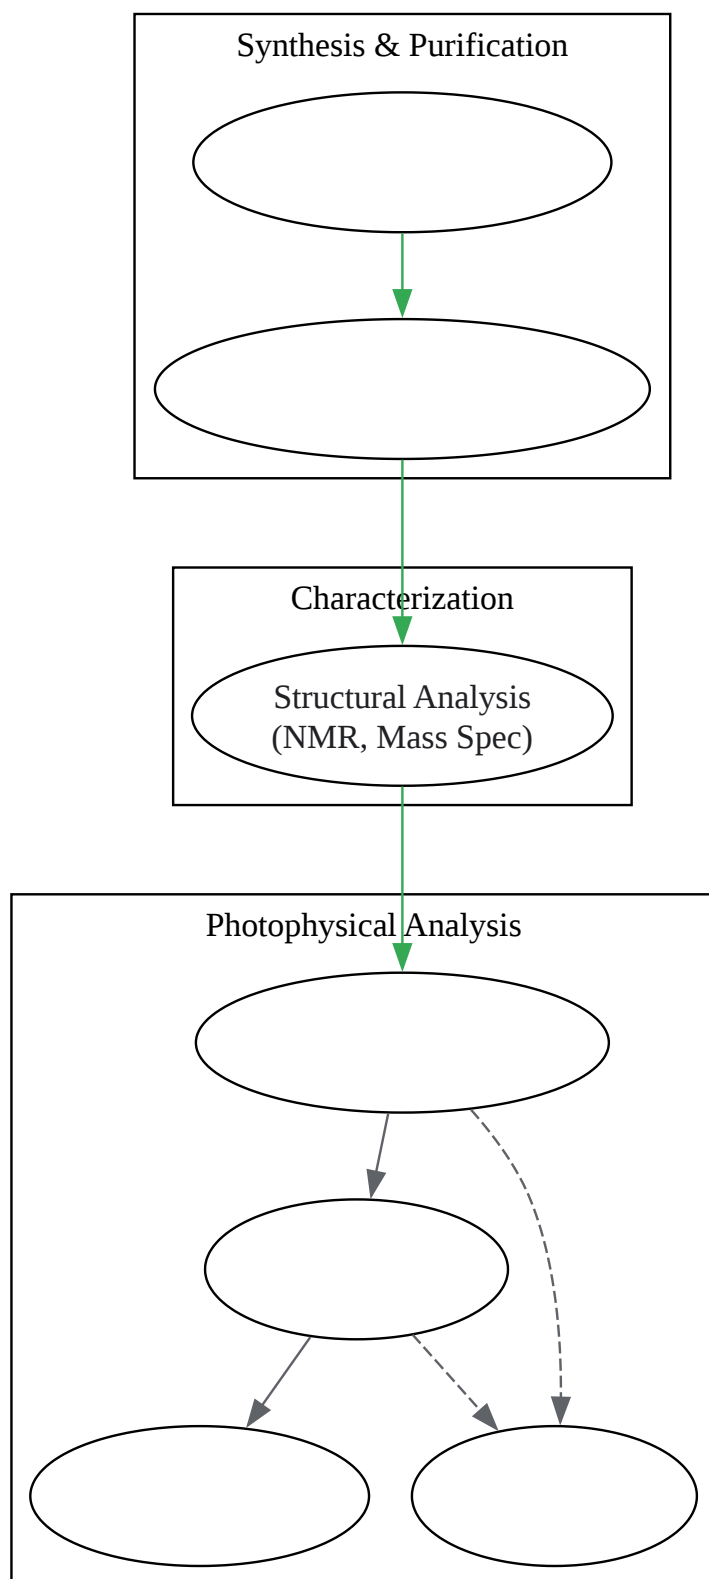 Synthesis & Purification
Characterization
Structural Analysis
(NMR, Mass Spec)
Photophysical Analysis